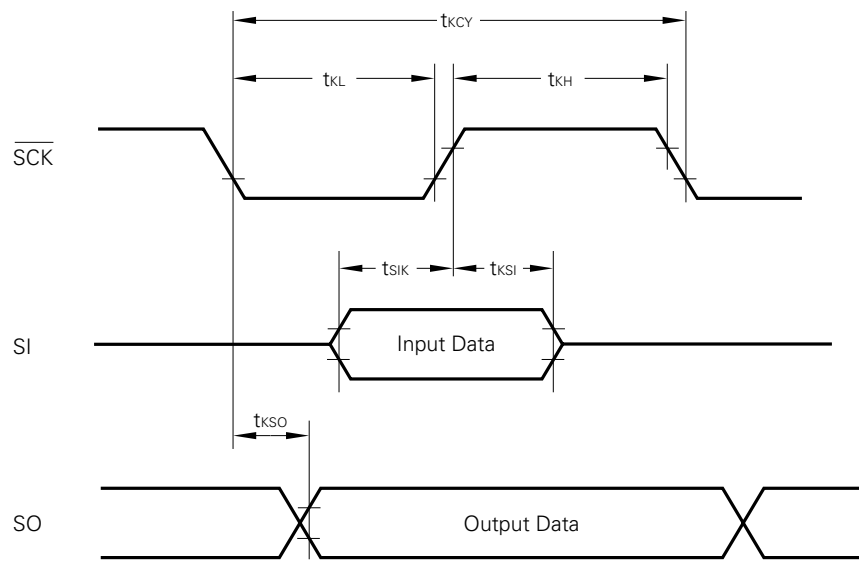 tKCY
tKL
tKH
SCK
tSIK
tKSI
SI
Input Data
tKSO
SO
Output Data